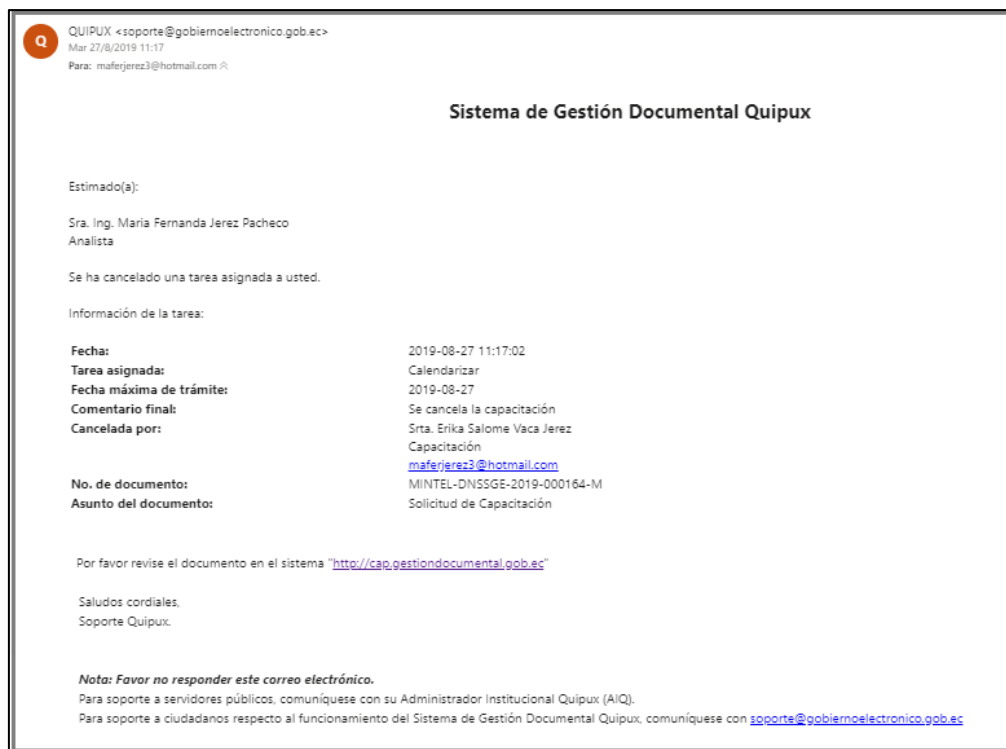 Q
QUIPUX <soporte@gobiernoelectronico.gob.ec>
Mar 27/8/2019 11:17
Para: maferjerez3@hotmail.com
Sistema de Gestión Documental Quipux
Estimado(a):
Sra. Ing. Maria Fernanda Jerez Pacheco
Analista
Se ha cancelado una tarea asignada a usted.
Información de la tarea:
Fecha: 2019-08-27 11:17:02
Tarea asignada: Calendarizar
Fecha máxima de trámite: 2019-08-27
Comentario final: Se cancela la capacitación
Cancelada por: Srta. Erika Salome Vaca Jerez
Capacitación
maferjerez3@hotmail.com
No. de documento: MINTEL-DNSSGE-2019-000164-M
Asunto del documento: Solicitud de Capacitación
Por favor revise el documento en el sistema "http://cap.gestiondocumental.gob.ec"
Saludos cordiales,
Soporte Quipux.
Nota: Favor no responder este correo electrónico.
Para soporte a servidores públicos, comuníquese con su Administrador Institucional Quipux (AIQ).
Para soporte a ciudadanos respecto al funcionamiento del Sistema de Gestión Documental Quipux, comuníquese con soporte@gobiernoelectronico.gob.ec